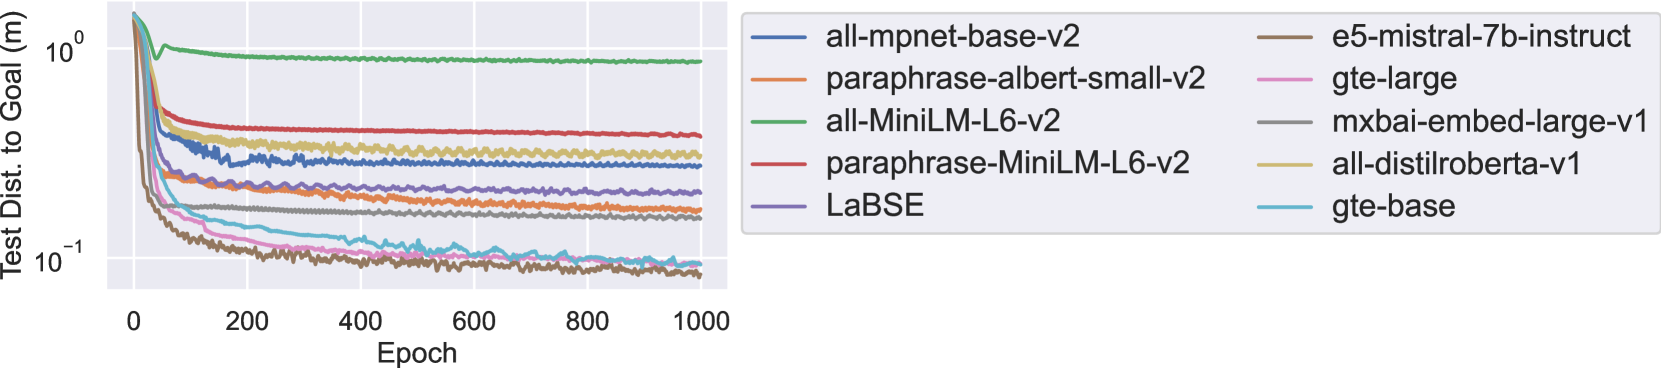 Test Dist. to Goal (m)
10^0
10^−1
0 200 400 600 800 1000
Epoch
all-mpnet-base-v2
paraphrase-albert-small-v2
all-MiniLM-L6-v2
paraphrase-MiniLM-L6-v2
LaBSE
e5-mistral-7b-instruct
gte-large
mxbai-embed-large-v1
all-distilroberta-v1
gte-base